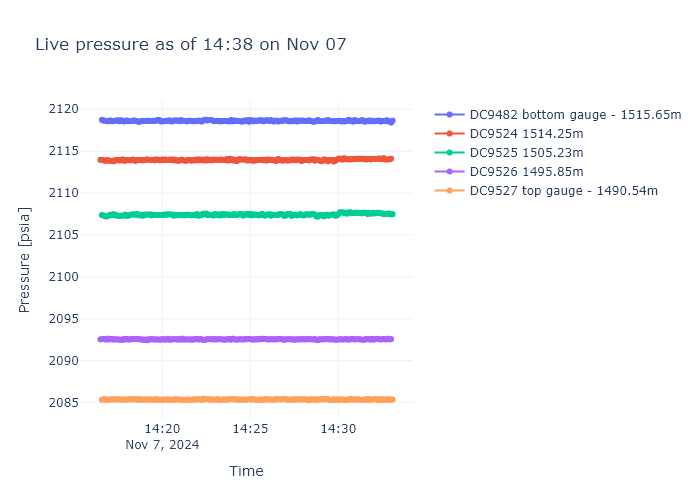 Live pressure as of 14:38 on Nov 07
2120
2115
2110
2105
2100
2095
2090
2085
Pressure [psia]
14:20
14:25
14:30
Nov 7, 2024
Time
DC9482 bottom gauge - 1515.65m
DC9524 1514.25m
DC9525 1505.23m
DC9526 1495.85m
DC9527 top gauge - 1490.54m